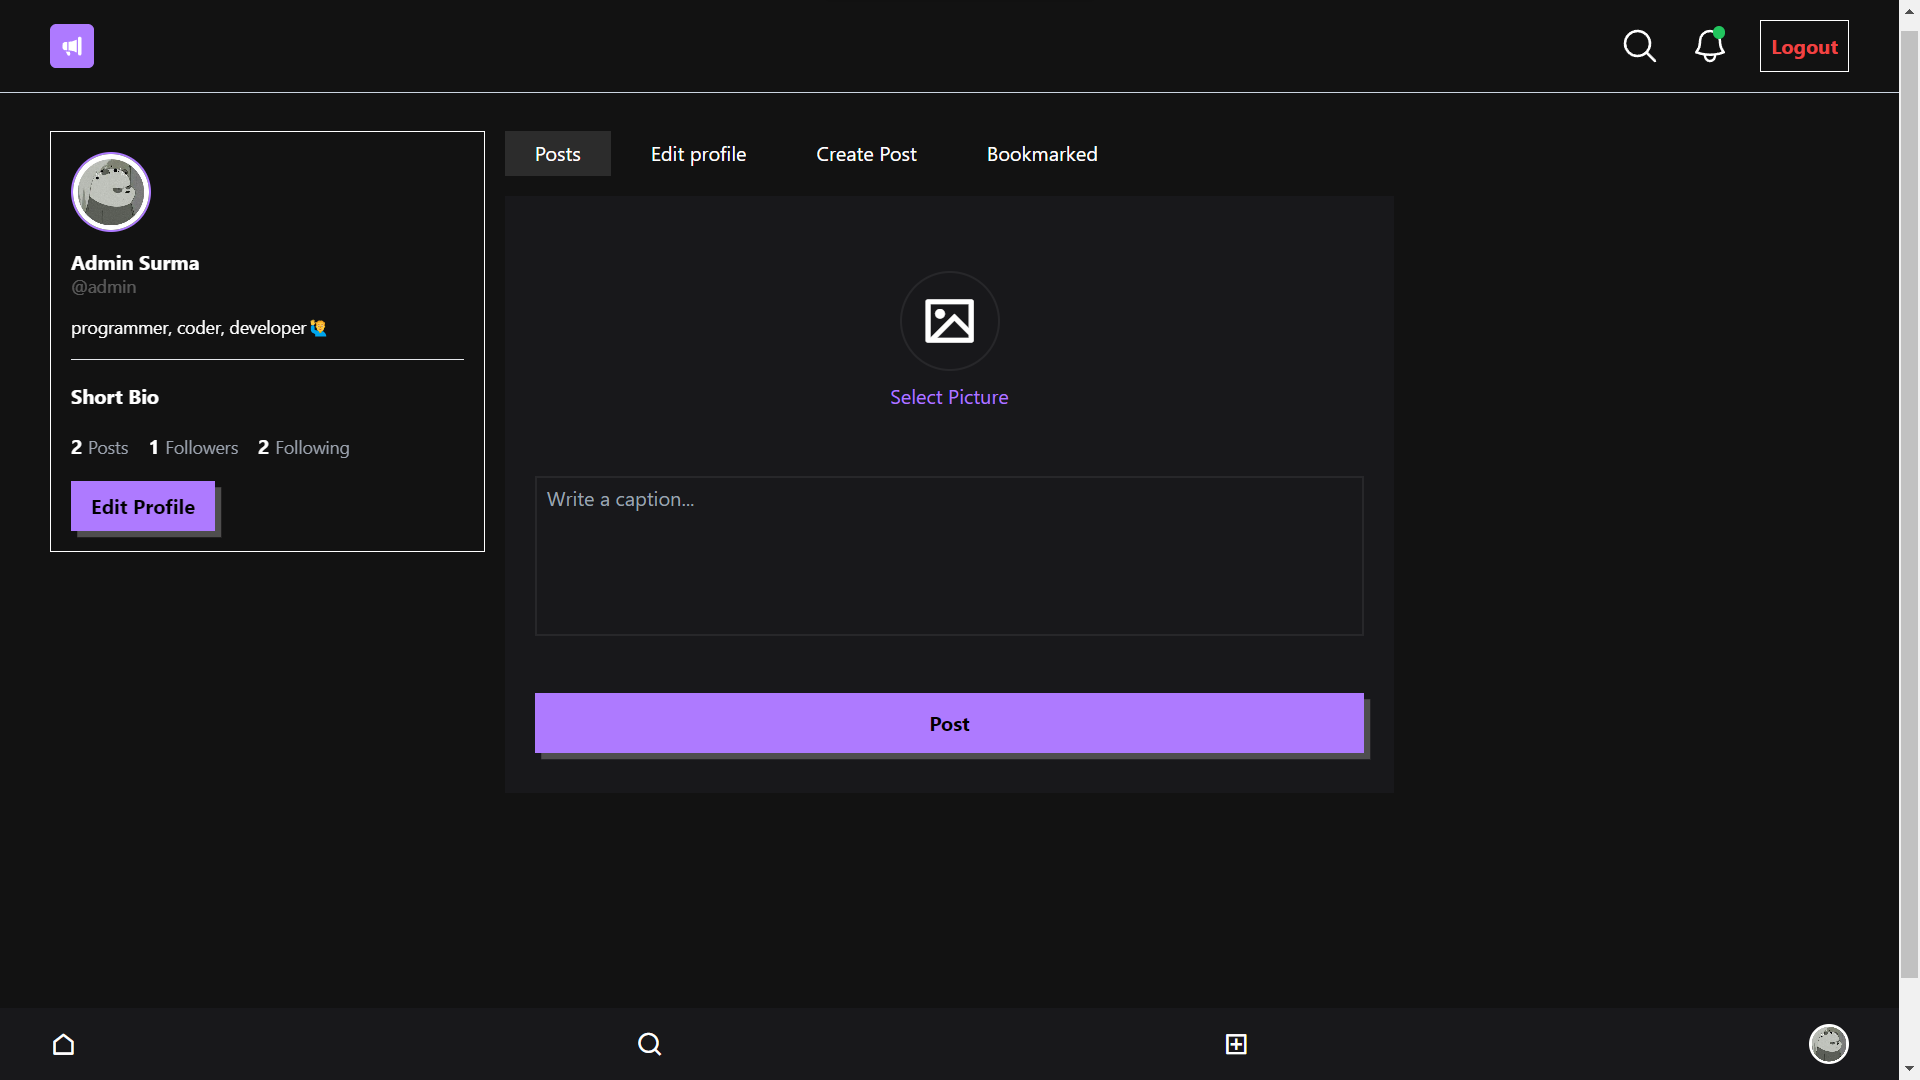 Logout
Admin Surma
@admin
programmer, coder, developer🙋‍♂️
Short Bio
2 Posts 1 Followers 2 Following
Edit Profile
Posts Edit profile Create Post Bookmarked
Select Picture
Write a caption...
Post